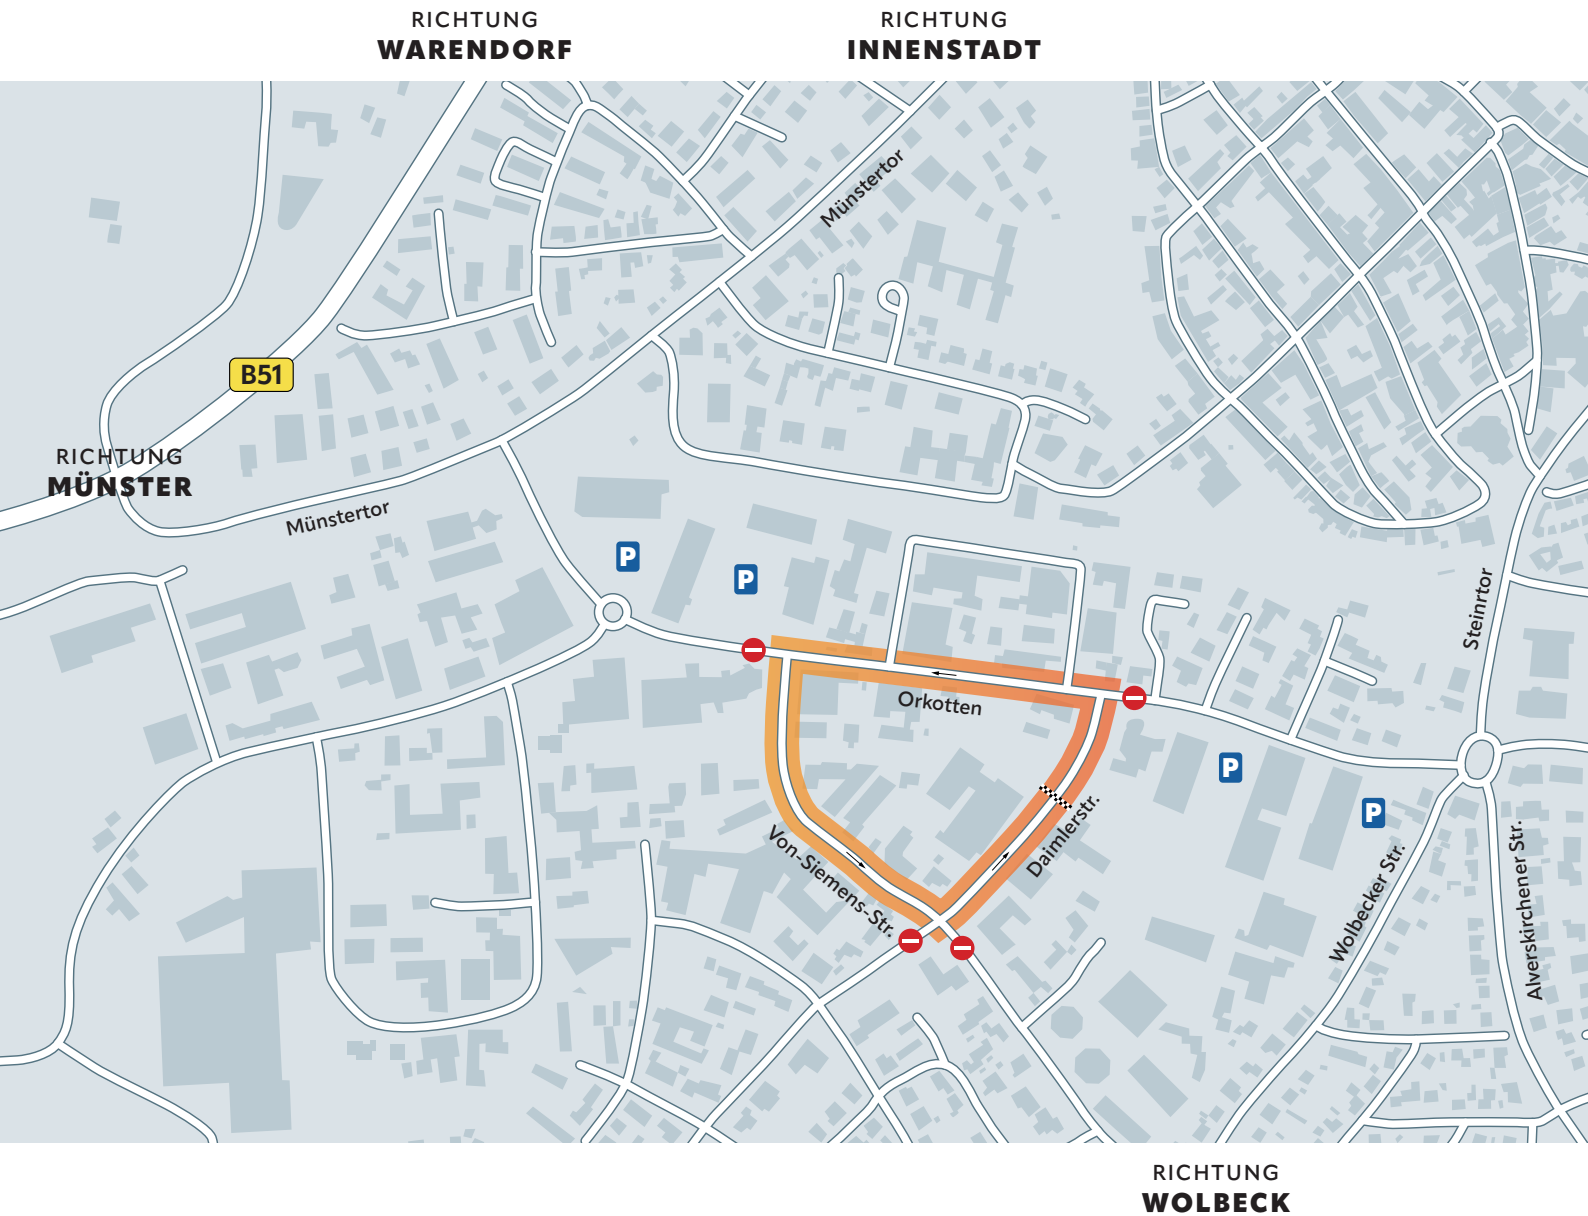 RICHTUNG
WARENDORF
RICHTUNG
INNENSTADT
Münstertor
B51
RICHTUNG
MÜNSTER
Münstertor
P
P
Steinrtor
Orkotten
P
P
Daimlerstr.
Von-Siemens-Str.
Wolbecker Str.
Alverskirchener Str.
RICHTUNG
WOLBECK